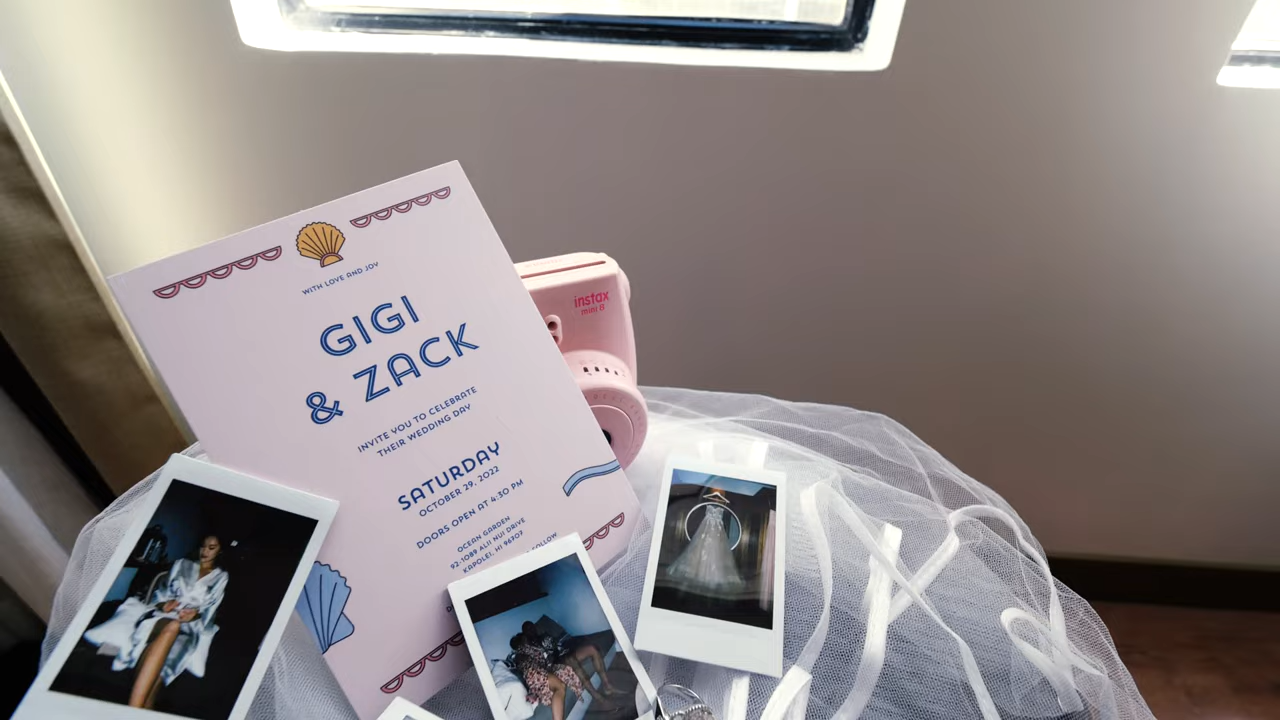 WITH LOVE AND JOY
GIGI
& ZACK
INVITE YOU TO CELEBRATE
THEIR WEDDING DAY
SATURDAY
OCTOBER 29, 2022
DOORS OPEN AT 4:30 PM
OCEAN GARDEN
92-1089 ALII NUI DRIVE
KAPOLEI, HI 96707
FOLLOW
instax
mini 8